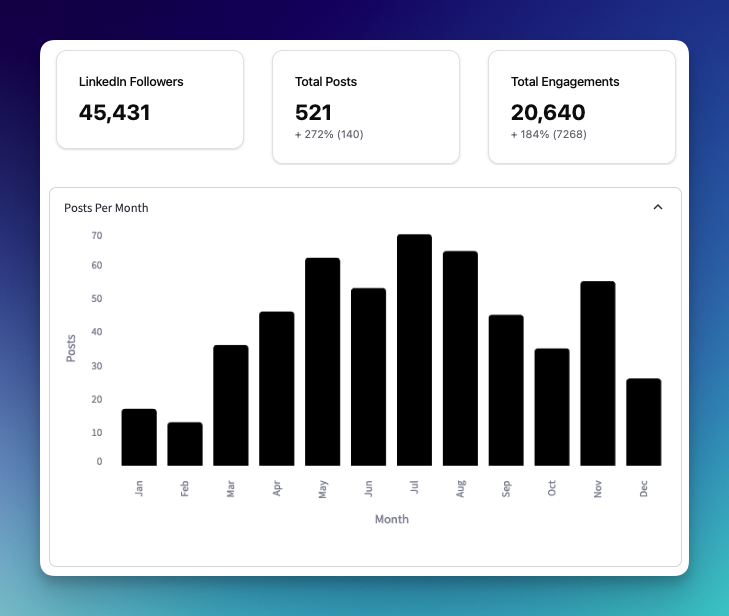 LinkedIn Followers
45,431
Total Posts
521
+ 272% (140)
Total Engagements
20,640
+ 184% (7268)
Posts Per Month
70
60
50
40
30
20
10
0
Posts
Jan
Feb
Mar
Apr
May
Jun
Jul
Aug
Sep
Oct
Nov
Dec
Month